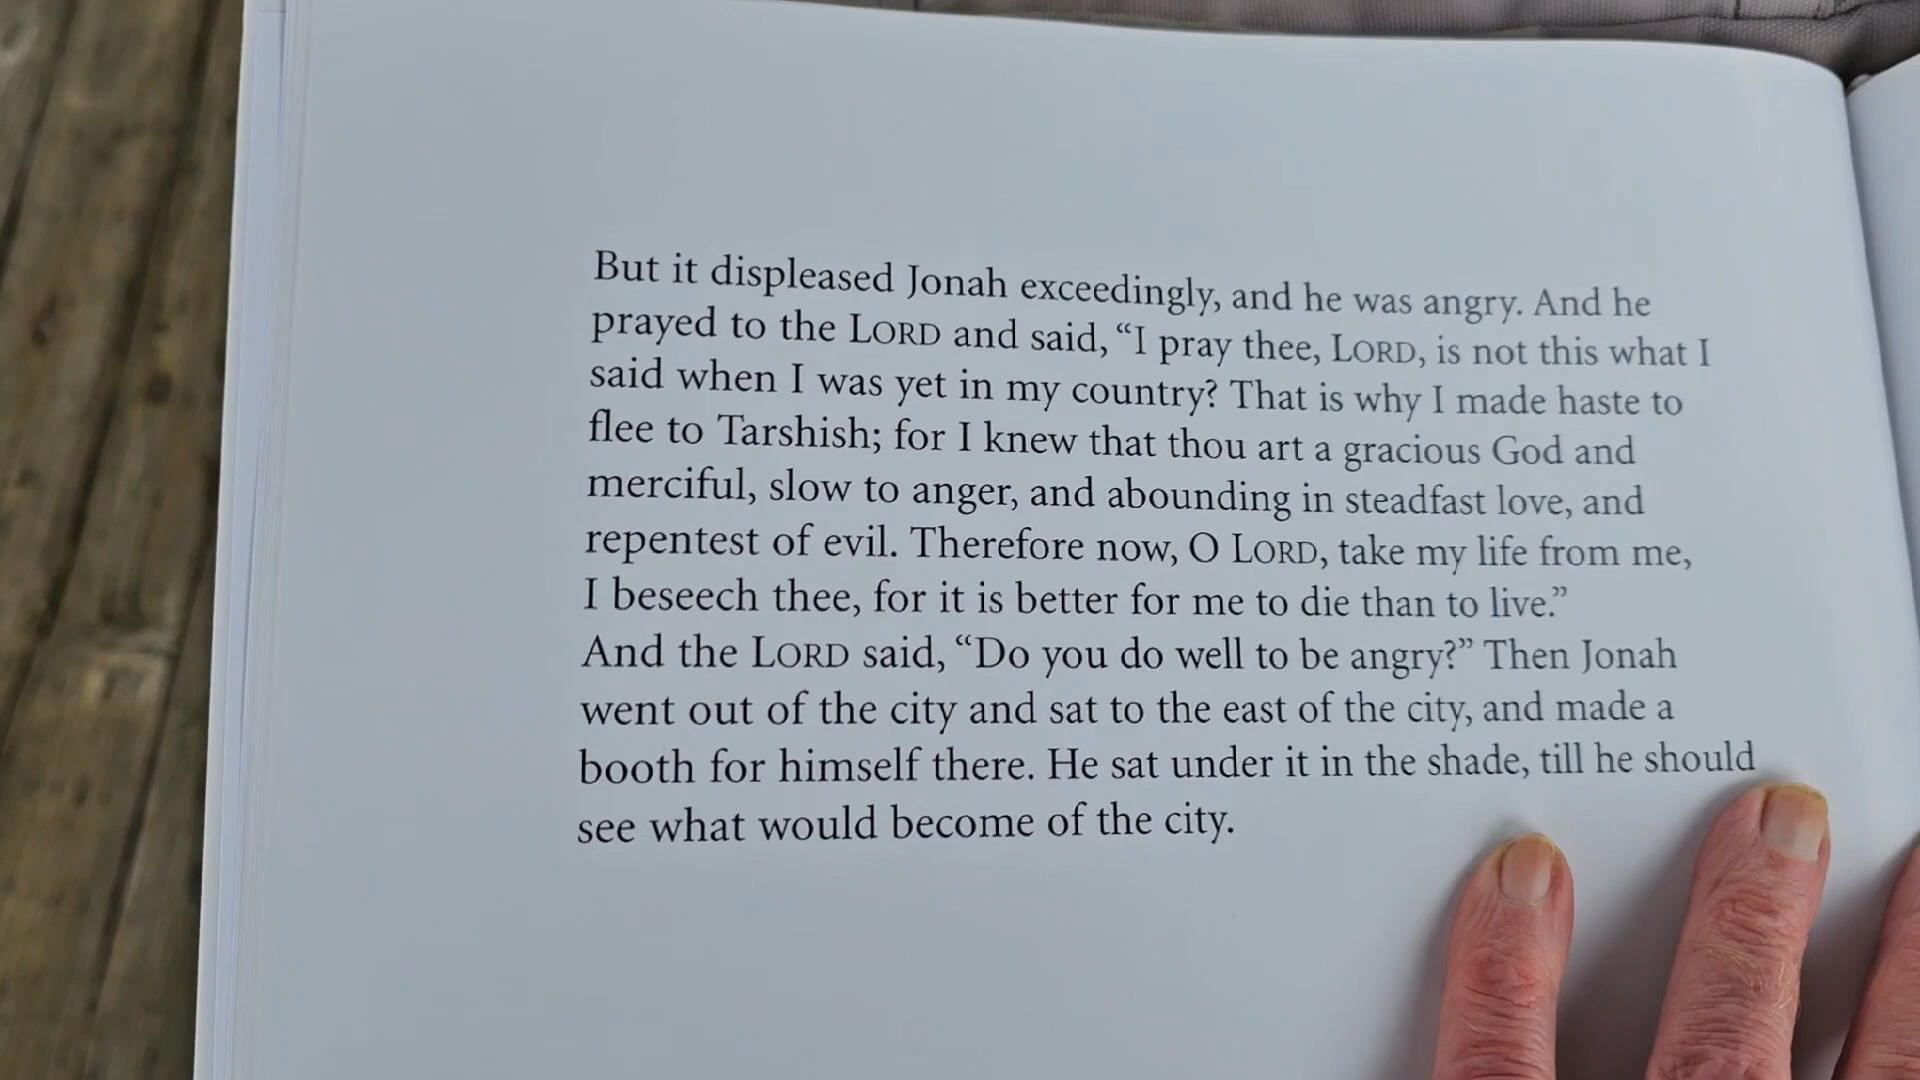 But it displeased Jonah exceedingly, and he was angry. And he
prayed to the LORD and said, “I pray thee, LORD, is not this what I
said when I was yet in my country? That is why I made haste to
flee to Tarshish; for I knew that thou art a gracious God and
merciful, slow to anger, and abounding in steadfast love, and
repentest of evil. Therefore now, O LORD, take my life from me,
I beseech thee, for it is better for me to die than to live.”
And the LORD said, “Do you do well to be angry?” Then Jonah
went out of the city and sat to the east of the city, and made a
booth for himself there. He sat under it in the shade, till he should
see what would become of the city.